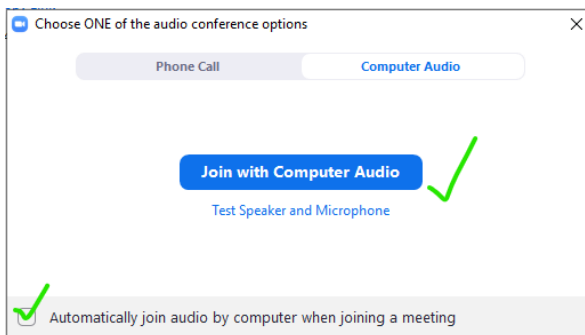 Choose ONE of the audio conference options
Phone Call
Computer Audio
Join with Computer Audio
Test Speaker and Microphone
Automatically join audio by computer when joining a meeting